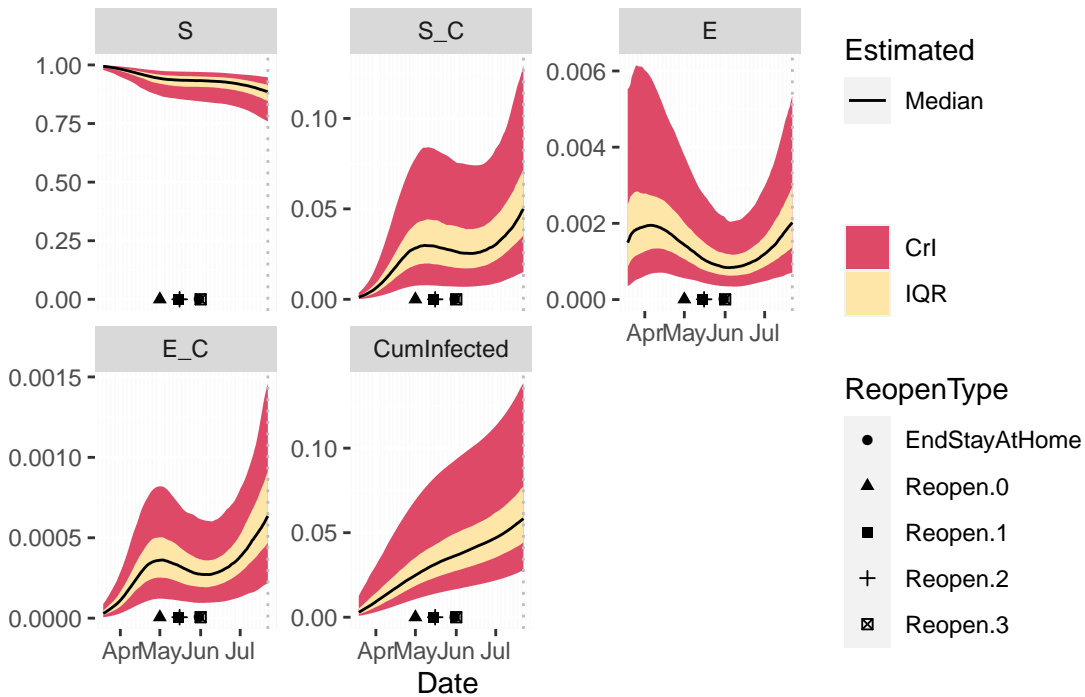 S
S_C
E
1.00
0.75
0.50
0.25
0.00
0.10
0.05
0.00
0.006
0.004
0.002
0.000
Apr May Jun Jul
E_C
CumInfected
0.0015
0.0010
0.0005
0.0000
Apr May Jun Jul
0.10
0.05
0.00
Apr May Jun Jul
Date
Estimated
Median
CrI
IQR
ReopenType
EndStayAtHome
Reopen.0
Reopen.1
Reopen.2
Reopen.3